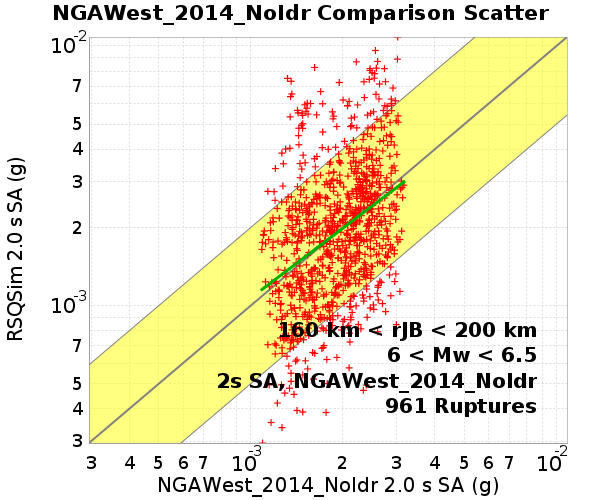 NGAWest_2014_NoIdr Comparison Scatter
10-2
7
5
4
3
2
10-3
7
5
4
3
RSQSim 2.0 s SA (g)
160 km < rJB < 200 km
6 < Mw < 6.5
2s SA, NGAWest_2014_NoIdr
961 Ruptures
3 4 5 6 7 10-3 2 3 4 5 6 7 10-2
NGAWest_2014_NoIdr 2.0 s SA (g)